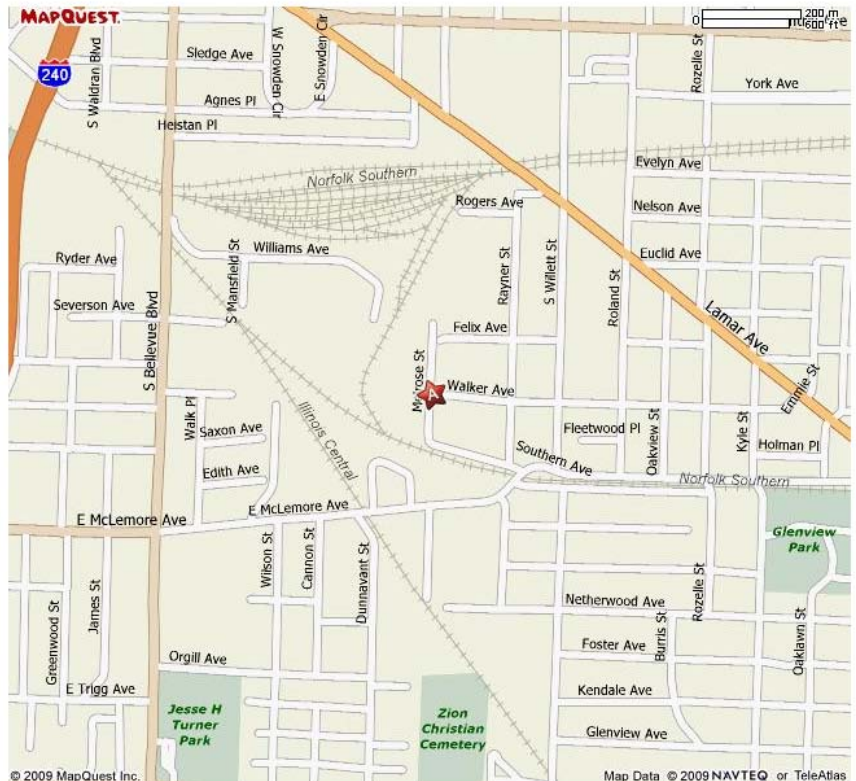 MAPQUEST
0
200 m
600 ft
240
S Waldran Blvd
Sledge Ave
W Snowden Cir
E Snowden Cir
Agnes Pl
Heistan Pl
Rozelle St
York Ave
Norfolk Southern
Evelyn Ave
Rogers Ave
Nelson Ave
Ryder Ave
Williams Ave
S Mansfield St
Rayner St
S Willett St
Euclid Ave
Roland St
Severson Ave
S Bellevue Blvd
Felix Ave
Lamar Ave
Melrose St
A
Walker Ave
Emmie St
Walk Pl
Saxon Ave
Illinois Central
Fleetwood Pl
Oakview St
Kyle St
Holman Pl
Edith Ave
Southern Ave
Norfolk Southern
E McLemore Ave
E McLemore Ave
Glenview
Park
Wilson St
Cannon St
Dunnavant St
Rozelle St
Greenwood St
James St
Netherwood Ave
Burris St
Oaklawn St
Foster Ave
Orgill Ave
E Trigg Ave
Kendale Ave
Jesse H
Turner
Park
Zion
Christian
Cemetery
Glenview Ave
© 2009 MapQuest Inc.
Map Data © 2009 NAVTEQ or TeleAtlas